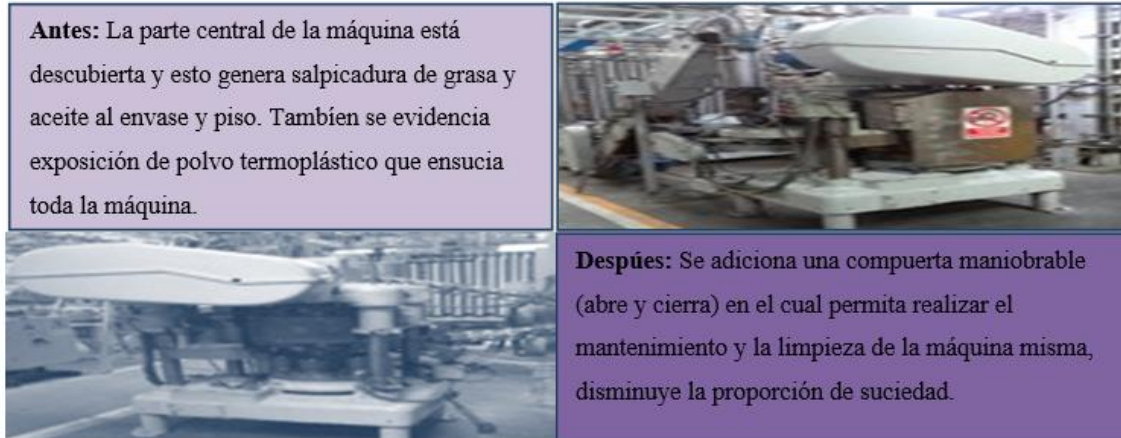 Antes: La parte central de la máquina está
descubierta y esto genera salpicadura de grasa y
aceite al envase y piso. Tambíen se evidencia
exposición de polvo termoplástico que ensucia
toda la máquina.
Despúes: Se adiciona una compuerta maniobrable
(abre y cierra) en el cual permita realizar el
mantenimiento y la limpieza de la máquina misma,
disminuye la proporción de suciedad.